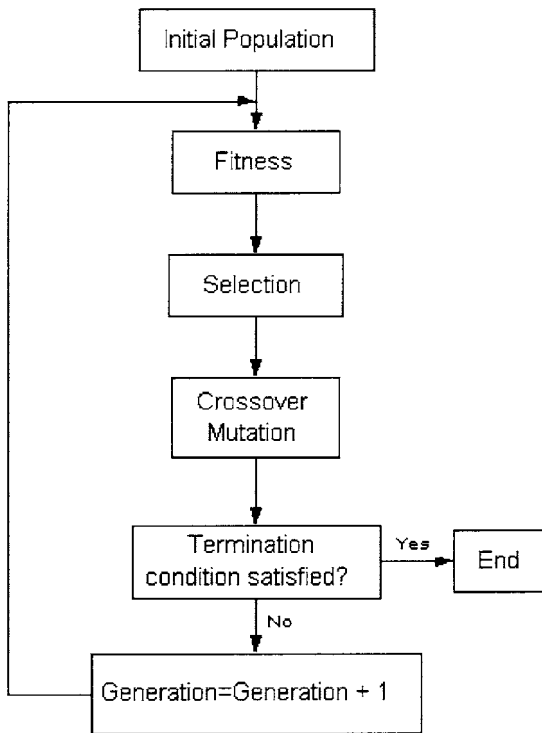 Initial Population
Fitness
Selection
Crossover
Mutation
Termination
condition satisfied?
Yes
End
No
Generation=Generation + 1